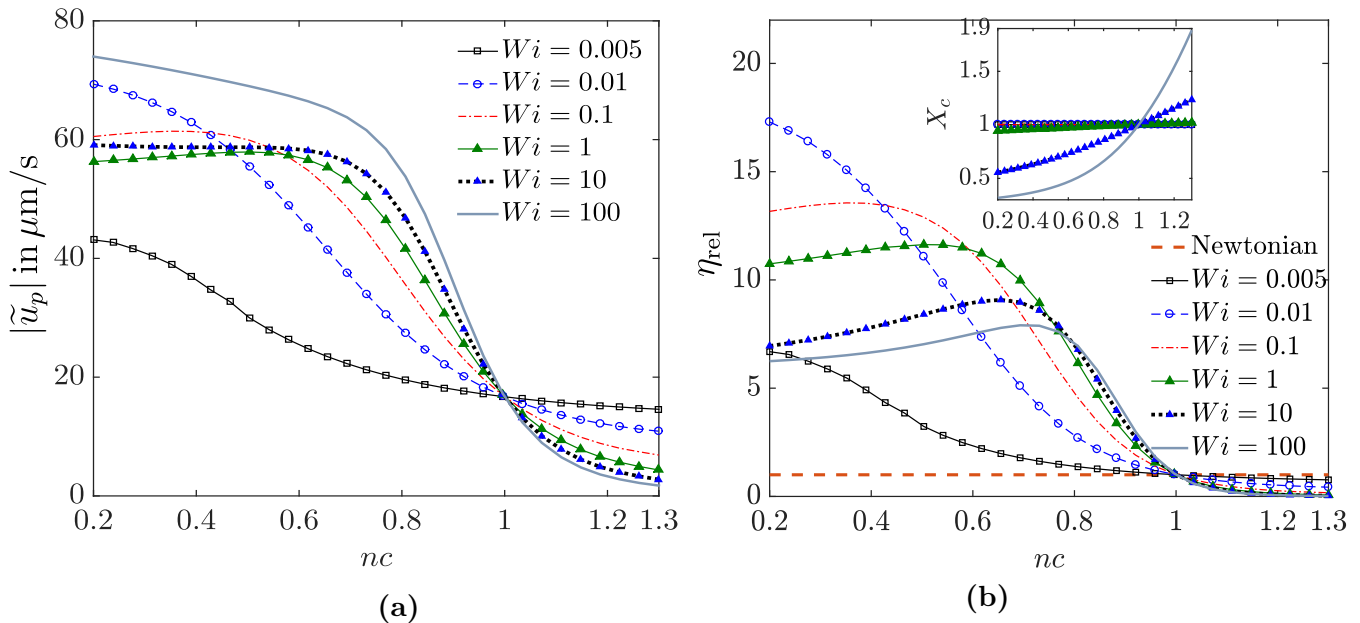 80
60
40
20
0
0.2
0.4
0.6
0.8
1
1.3
|ũₚ| in μm/s
nc
Wi = 0.005
Wi = 0.01
Wi = 0.1
Wi = 1
Wi = 10
Wi = 100
(a)
20
15
10
5
0
0.2
0.4
0.6
0.8
1
1.2
1.3
η_rel
nc
1.9
1.5
1
0.5
0.2
0.4
0.6
0.8
1
1.2
X_c
Newtonian
Wi = 0.005
Wi = 0.01
Wi = 0.1
Wi = 1
Wi = 10
Wi = 100
(b)